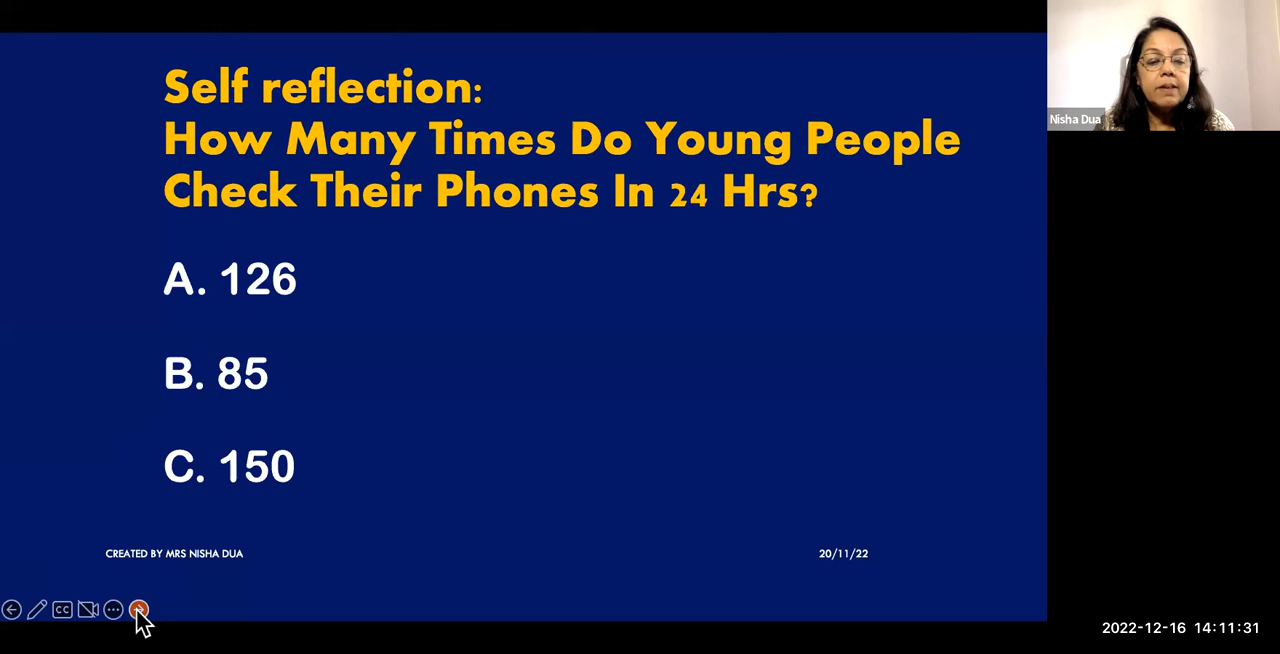 Self reflection:
How Many Times Do Young People
Check Their Phones In 24 Hrs?
A. 126
B. 85
C. 150
CREATED BY MRS NISHA DUA
20/11/22
CC
Nisha Dua
2022-12-16 14:11:31